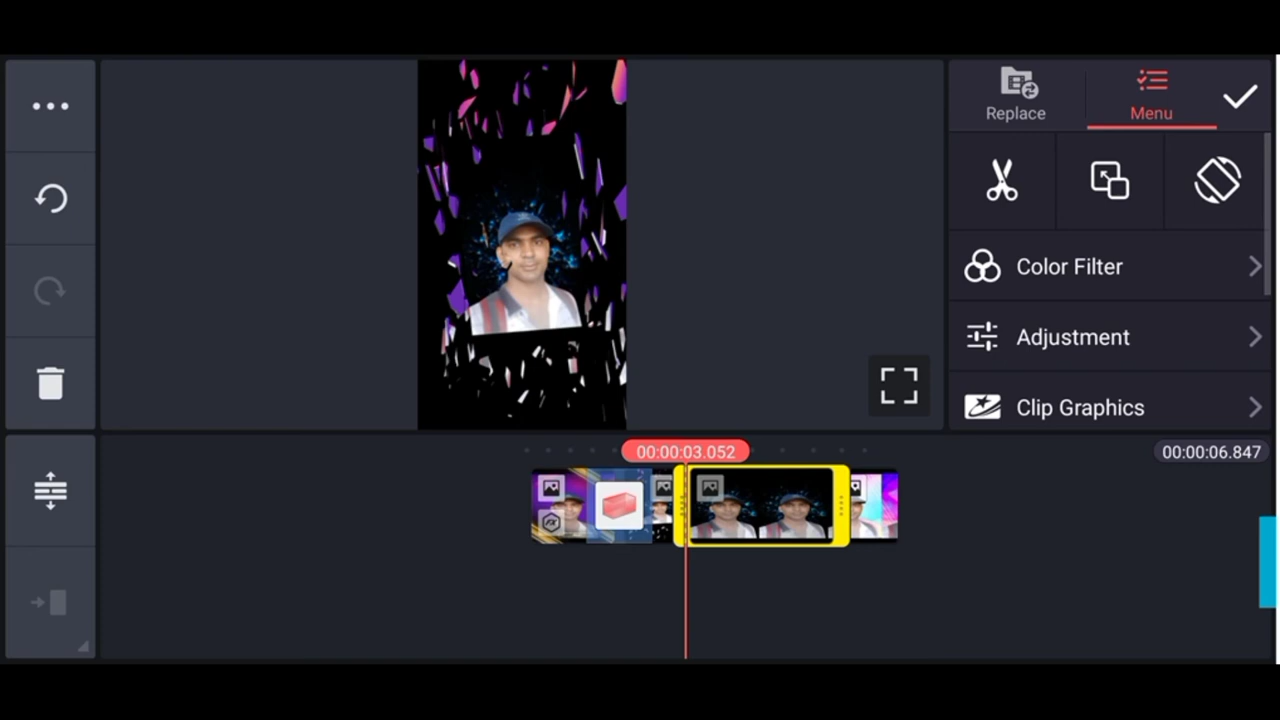 Replace
Menu
Color Filter
Adjustment
Clip Graphics
00:00:03.052
00:00:06.847